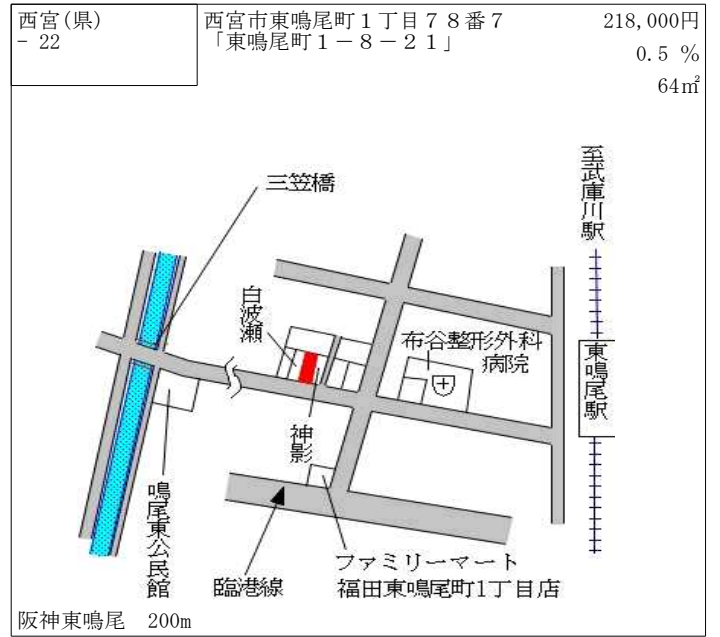 西宮(県)
- 22
西宮市東鳴尾町１丁目７８番７
「東鳴尾町１－８－２１」
218,000円
0.5 %
64㎡
三笠橋
至武庫川駅
白波瀬
布谷整形外科
病院
東鳴尾駅
神影
鳴尾東公民館
臨港線
ファミリーマート
福田東鳴尾町1丁目店
阪神東鳴尾 200m